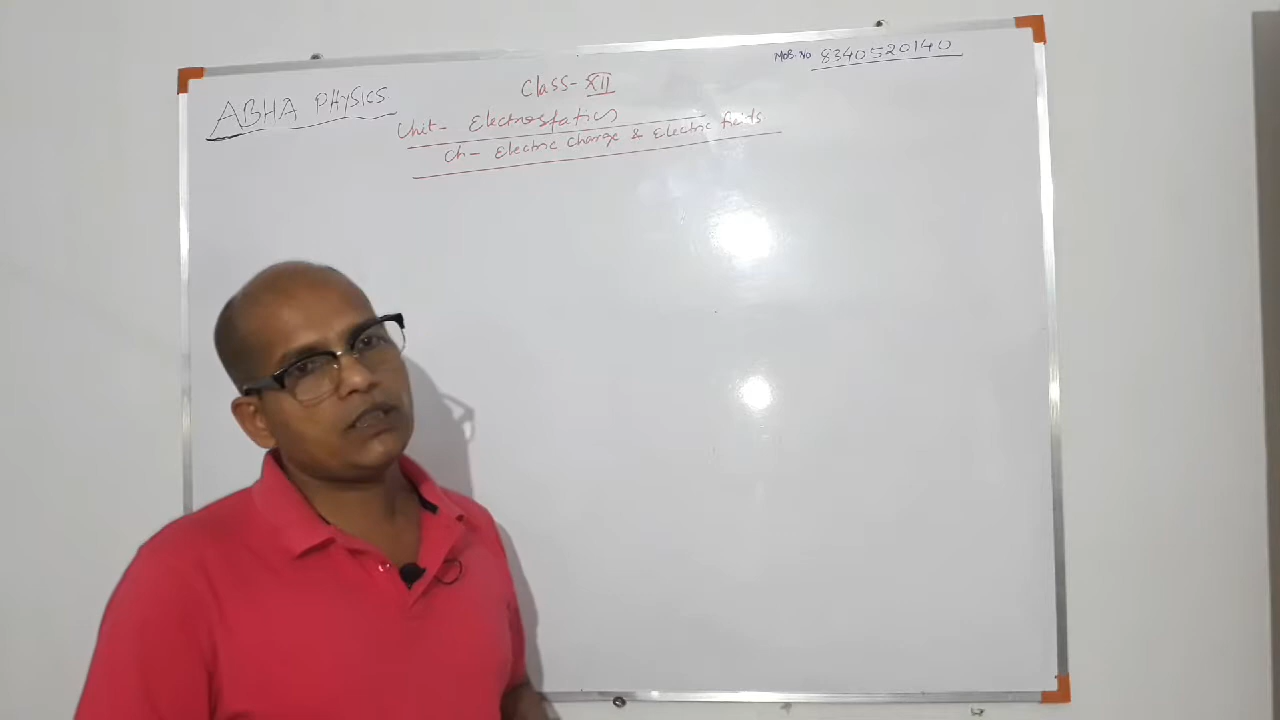 ABHA PHYSICS
Class- XII
MOB. No 8340520140
Unit- Electrostatics
Ch- Electric Charge & Electric fields